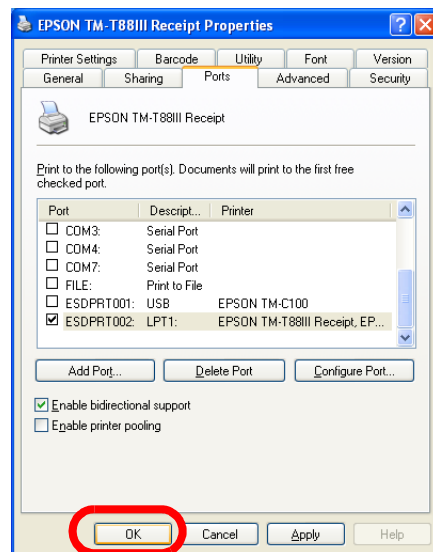 EPSON TM-T88III Receipt Properties
Printer Settings Barcode Utility Font Version
General Sharing Ports Advanced Security
EPSON TM-T88III Receipt
Print to the following port(s). Documents will print to the first free
checked port.
Port Descript... Printer
COM3: Serial Port
COM4: Serial Port
COM7: Serial Port
FILE: Print to File
ESDPRT001: USB EPSON TM-C100
ESDPRT002: LPT1: EPSON TM-T88III Receipt, EP...
Add Port... Delete Port Configure Port...
Enable bidirectional support
Enable printer pooling
OK Cancel Apply Help